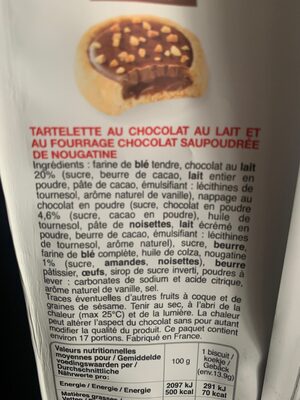 TARTELETTE AU CHOCOLAT AU LAIT ET
AU FOURRAGE CHOCOLAT SAUPOUDRÉE
DE NOUGATINE
Ingrédients : farine de blé tendre, chocolat au lait
20% (sucre, beurre de cacao, lait entier en
poudre, pâte de cacao, émulsifiant : lécithines de
tournesol, arôme naturel de vanille), nappage au
chocolat en poudre (sucre, chocolat en poudre
4,6% (sucre, cacao en poudre), huile de
tournesol, pâte de noisettes, lait écrémé en
poudre, beurre de cacao, émulsifiant : lécithines
de tournesol, arôme naturel), sucre, beurre,
farine de blé complète, huile de colza, nougatine
1% (sucre, amandes, noisettes), beurre
pâtissier, œufs, sirop de sucre inverti, poudres à
lever : carbonates de sodium et acide citrique,
arôme naturel de vanille, sel.
Traces éventuelles d'autres fruits à coque et de
graines de sésame. Tenir au sec, à l'abri de la
chaleur (max 25°C) et de la lumière. La chaleur
peut altérer l'aspect du chocolat sans pour autant
modifier la qualité du produit. Ce paquet contient
environ 17 portions. Fabriqué en France.
Valeurs nutritionnelles
moyennes pour / Gemiddelde
voedingswaarden per /
Durchschnittliche
Nährwerte pro:
100 g
1 biscuit /
koekje /
Gebäck
(env.13.9g)
Energie / Energie / Energie
2097 kJ
500 kcal
291 kJ
70 kcal
Matières grasses /